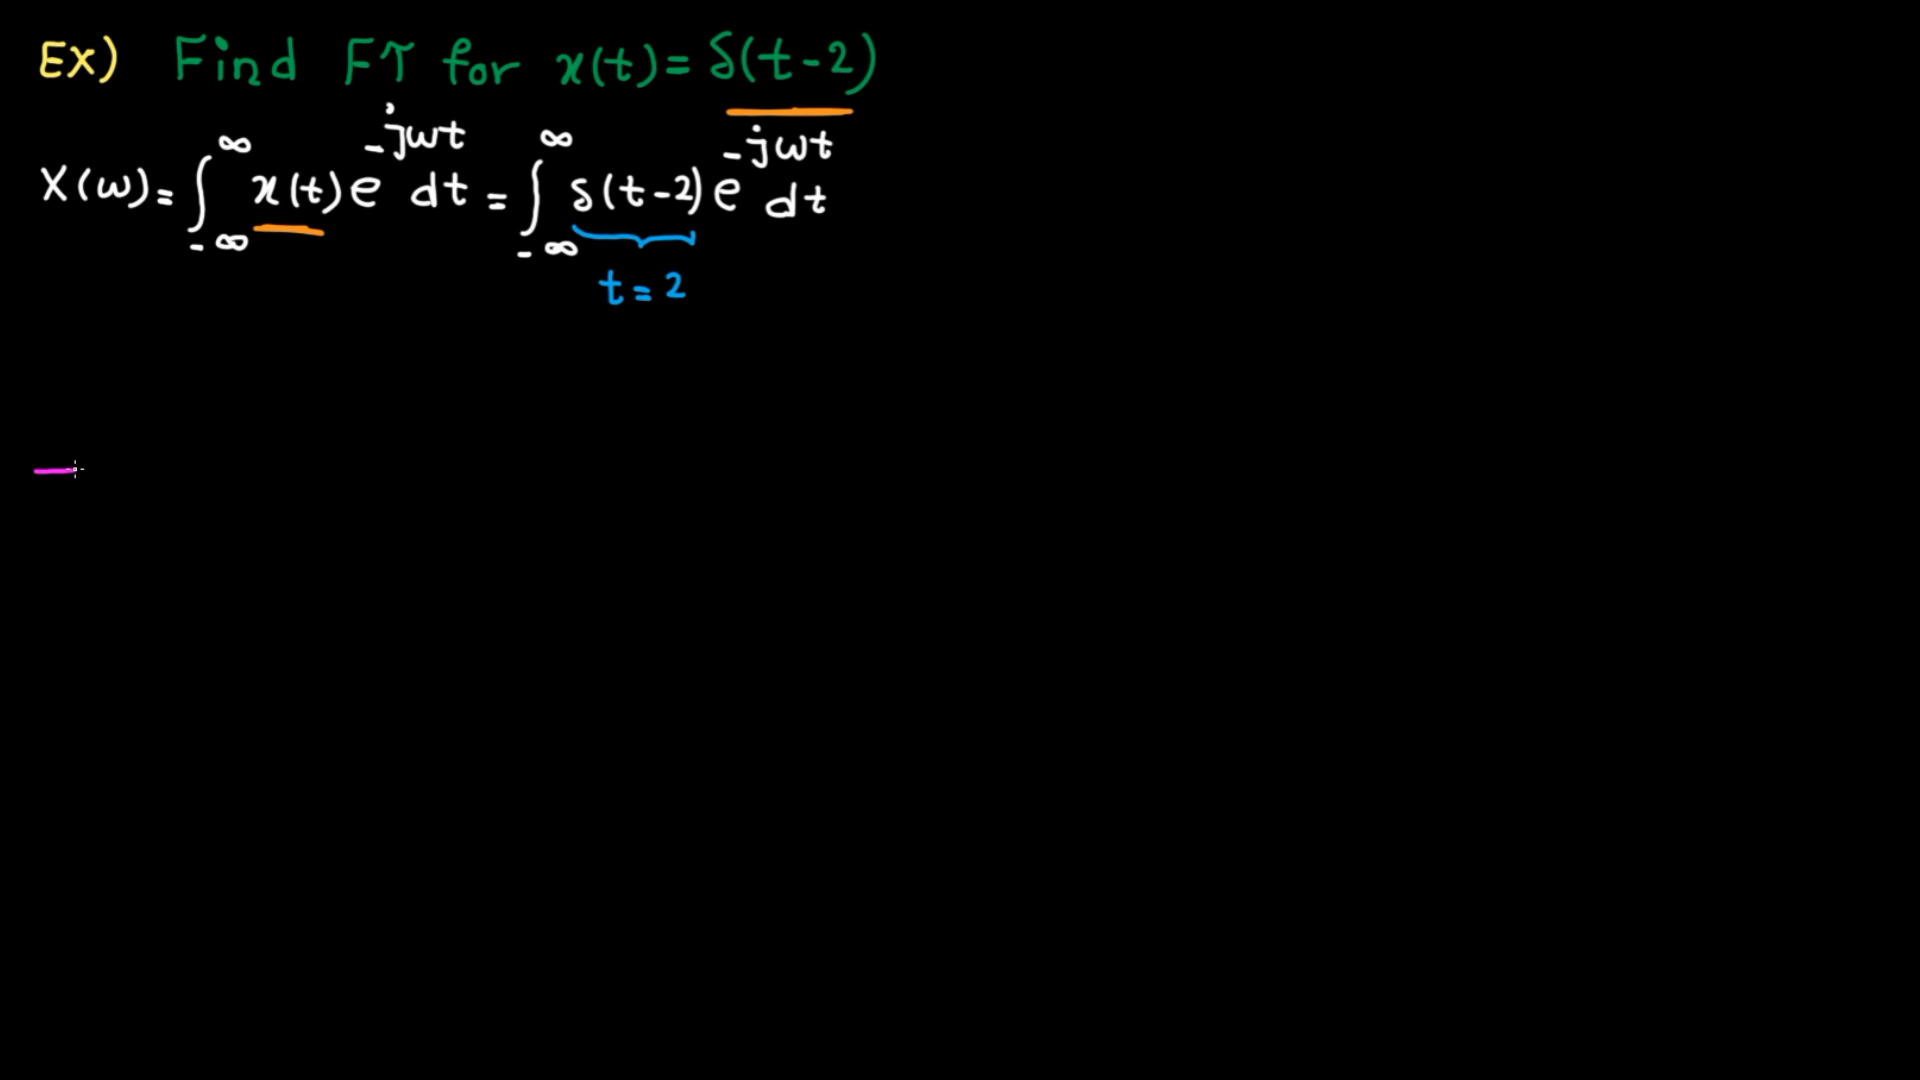 Ex) Find FT for x(t) = δ(t-2)
X(ω) = ∫_{-∞}^{∞} x(t) e^{-jωt} dt = ∫_{-∞}^{∞} δ(t-2) e^{-jωt} dt
t = 2